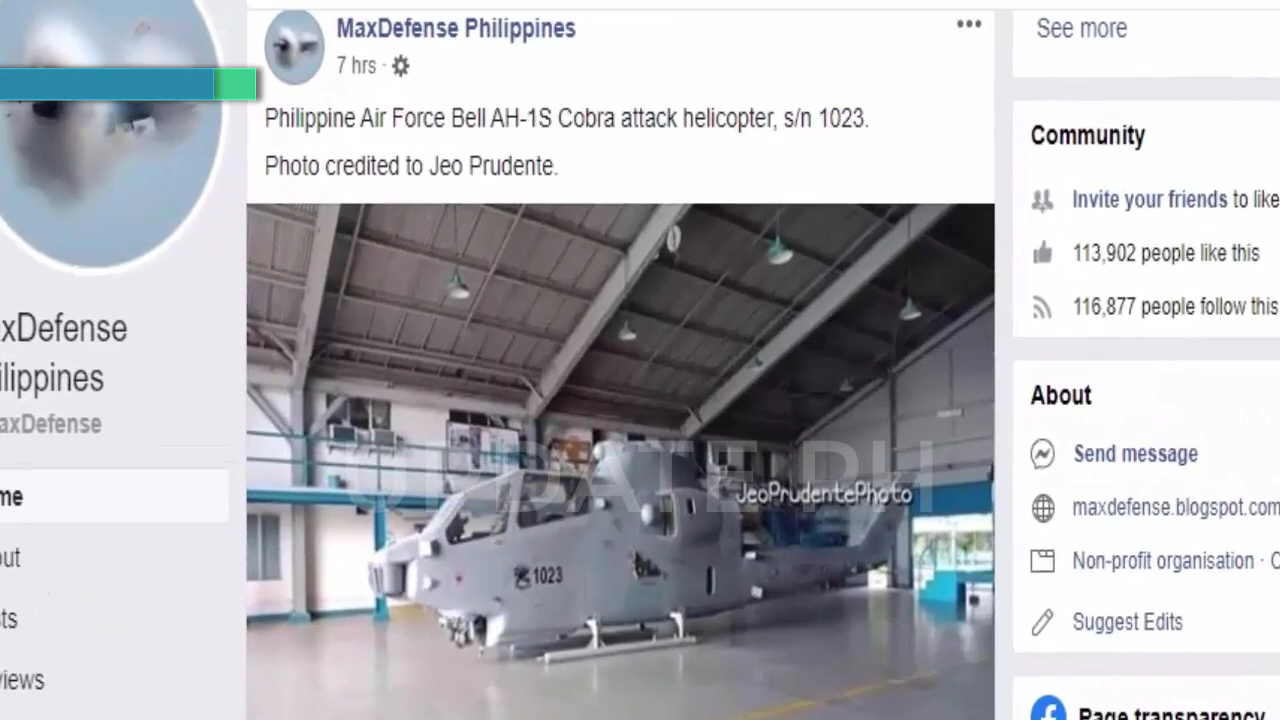 MaxDefense Philippines
7 hrs ·
Philippine Air Force Bell AH-1S Cobra attack helicopter, s/n 1023.
Photo credited to Jeo Prudente.
UPDATE PH
JeoPrudentePhoto
1023
xDefense
ilippines
axDefense
me
out
ts
views
See more
Community
Invite your friends to like
113,902 people like this
116,877 people follow this
About
Send message
maxdefense.blogspot.com
Non-profit organisation · C
Suggest Edits
Page transparency